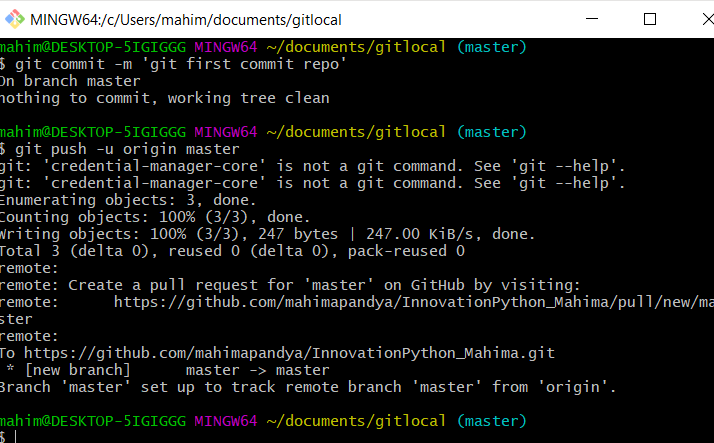 MINGW64:/c/Users/mahim/documents/gitlocal
mahim@DESKTOP-5IGIGGG MINGW64 ~/documents/gitlocal (master)
$ git commit -m 'git first commit repo'
On branch master
nothing to commit, working tree clean
mahim@DESKTOP-5IGIGGG MINGW64 ~/documents/gitlocal (master)
$ git push -u origin master
git: 'credential-manager-core' is not a git command. See 'git --help'.
git: 'credential-manager-core' is not a git command. See 'git --help'.
Enumerating objects: 3, done.
Counting objects: 100% (3/3), done.
Writing objects: 100% (3/3), 247 bytes | 247.00 KiB/s, done.
Total 3 (delta 0), reused 0 (delta 0), pack-reused 0
remote:
remote: Create a pull request for 'master' on GitHub by visiting:
remote:      https://github.com/mahimapandya/InnovationPython_Mahima/pull/new/ma
ster
remote:
To https://github.com/mahimapandya/InnovationPython_Mahima.git
 * [new branch]      master -> master
Branch 'master' set up to track remote branch 'master' from 'origin'.
mahim@DESKTOP-5IGIGGG MINGW64 ~/documents/gitlocal (master)
$